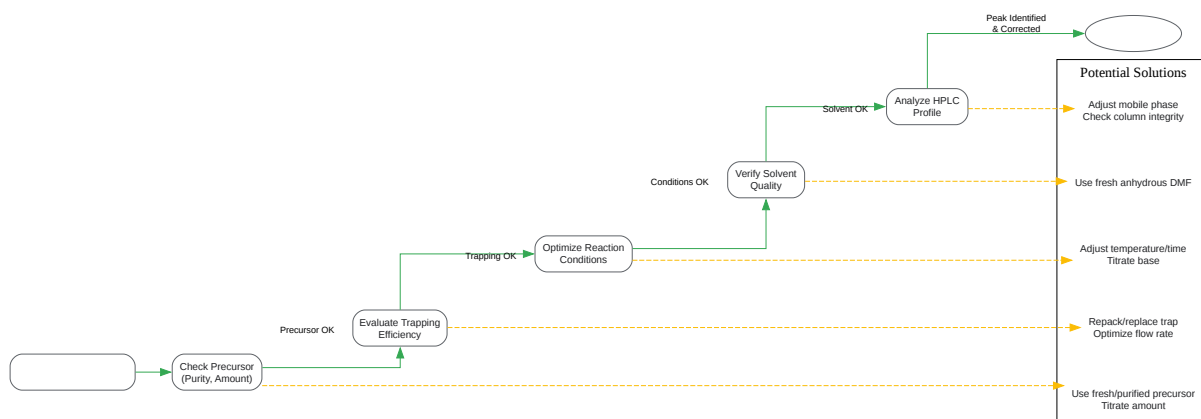 Peak Identified
& Corrected
Potential Solutions
Analyze HPLC
Profile
Solvent OK
Adjust mobile phase
Check column integrity
Verify Solvent
Quality
Conditions OK
Use fresh anhydrous DMF
Optimize Reaction
Conditions
Trapping OK
Adjust temperature/time
Titrate base
Evaluate Trapping
Efficiency
Precursor OK
Repack/replace trap
Optimize flow rate
Check Precursor
(Purity, Amount)
Use fresh/purified precursor
Titrate amount